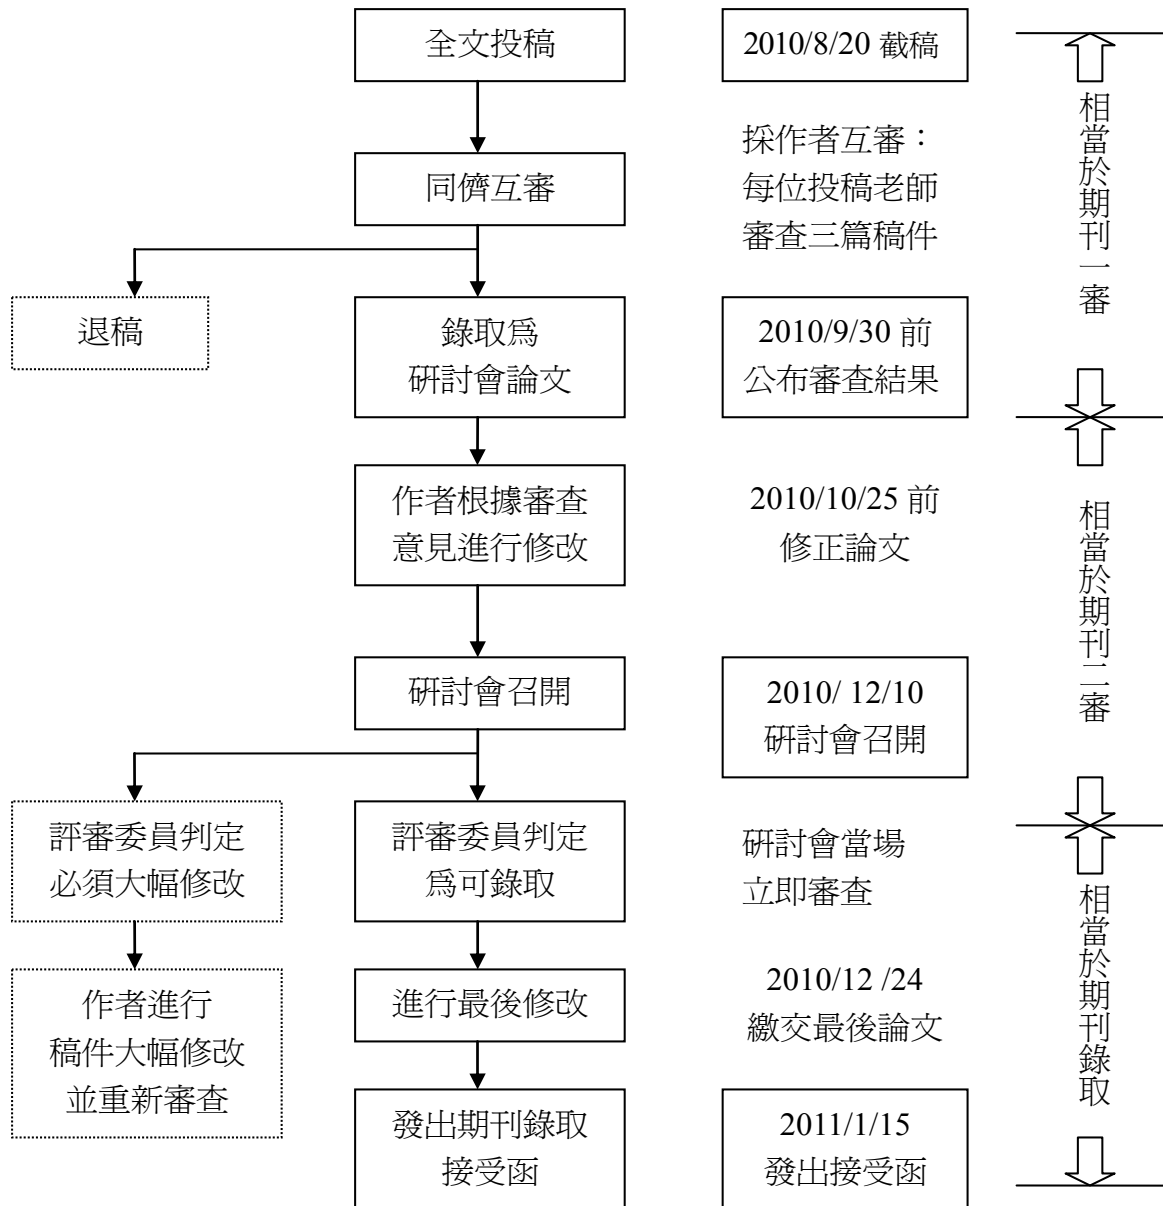 全文投稿
2010/8/20 截稿
採作者互審：
每位投稿老師
審查三篇稿件
同儕互審
相當於期刊一審
退稿
錄取為
研討會論文
2010/9/30 前
公布審查結果
作者根據審查
意見進行修改
2010/10/25 前
修正論文
相當於期刊二審
研討會召開
2010/ 12/10
研討會召開
評審委員判定
必須大幅修改
評審委員判定
為可錄取
研討會當場
立即審查
相當於期刊錄取
作者進行
稿件大幅修改
並重新審查
進行最後修改
2010/12 /24
繳交最後論文
發出期刊錄取
接受函
2011/1/15
發出接受函